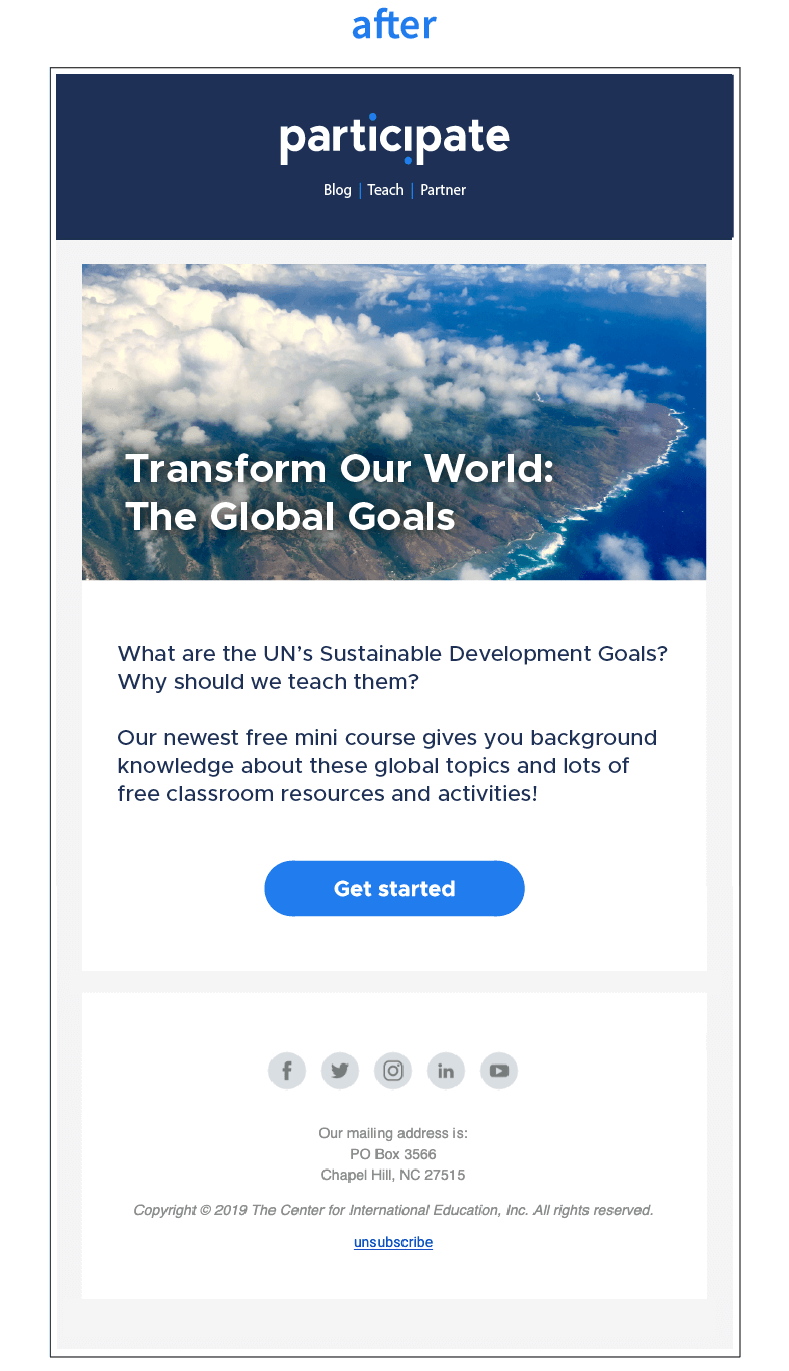 after
participate
Blog | Teach | Partner
Transform Our World:
The Global Goals
What are the UN’s Sustainable Development Goals?
Why should we teach them?
Our newest free mini course gives you background
knowledge about these global topics and lots of
free classroom resources and activities!
Get started
Our mailing address is:
PO Box 3566
Chapel Hill, NC 27515
Copyright © 2019 The Center for International Education, Inc. All rights reserved.
unsubscribe